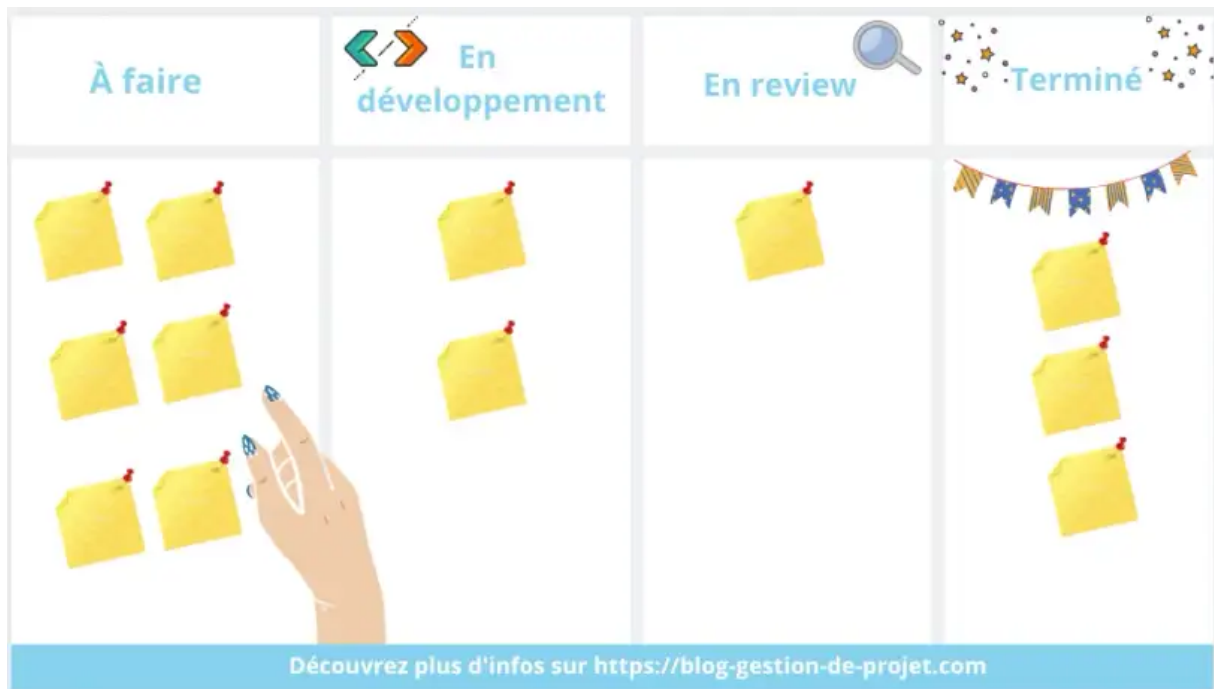 À faire
En
développement
En review
Terminé
Découvrez plus d'infos sur https://blog-gestion-de-projet.com